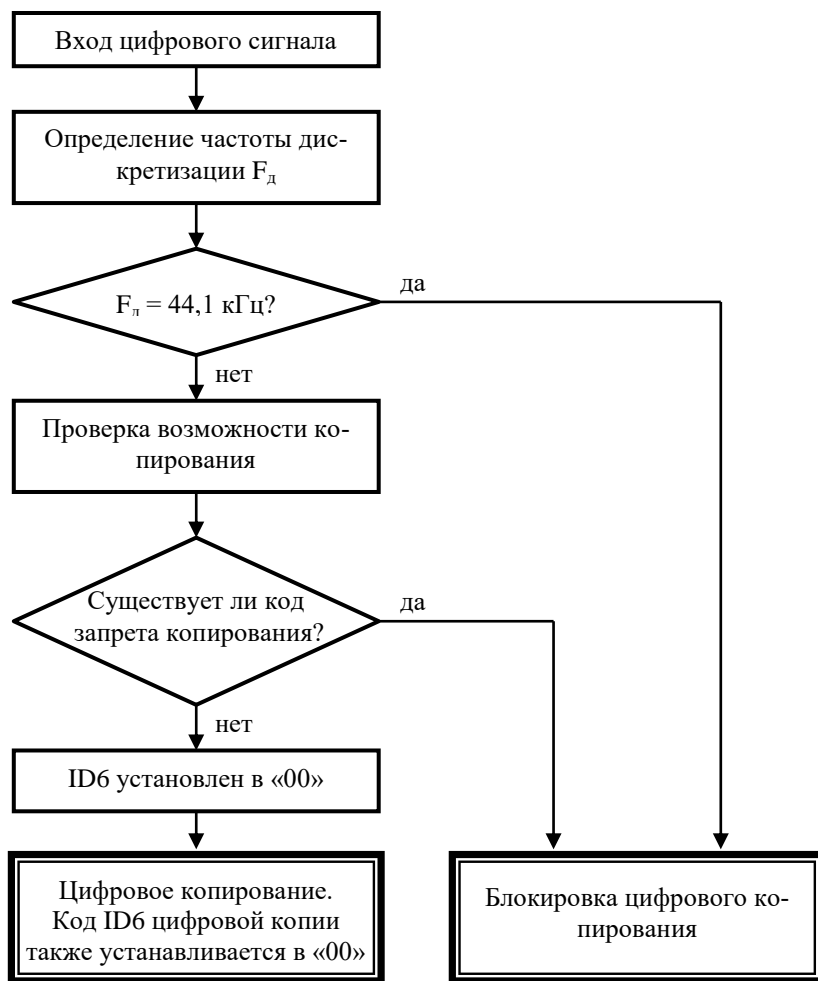 Вход цифрового сигнала
Определение частоты дис-
кретизации Fд
Fд = 44,1 кГц?
да
нет
Проверка возможности ко-
пирования
Существует ли код
запрета копирования?
да
нет
ID6 установлен в «00»
Цифровое копирование.
Код ID6 цифровой копии
также устанавливается в «00»
Блокировка цифрового ко-
пирования